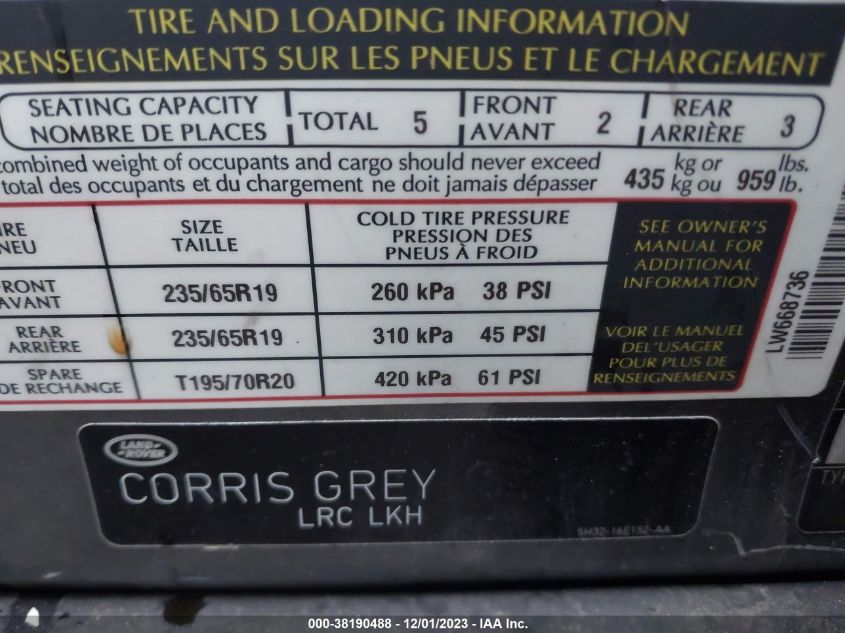 TIRE AND LOADING INFORMATION
RENSEIGNEMENTS SUR LES PNEUS ET LE CHARGEMENT
SEATING CAPACITY
NOMBRE DE PLACES
TOTAL 5
FRONT
AVANT 2
REAR
ARRIÈRE 3
combined weight of occupants and cargo should never exceed
total des occupants et du chargement ne doit jamais dépasser
435 kg or
kg ou 959 lbs.
lb.
SIZE
TAILLE
COLD TIRE PRESSURE
PRESSION DES
PNEUS À FROID
FRONT
AVANT
235/65R19
260 kPa 38 PSI
REAR
ARRIÈRE
235/65R19
310 kPa 45 PSI
SPARE
DE RECHANGE
T195/70R20
420 kPa 61 PSI
SEE OWNER'S
MANUAL FOR
ADDITIONAL
INFORMATION
VOIR LE MANUEL
DEL'USAGER
POUR PLUS DE
RENSEIGNEMENTS
LW668736
LAND
ROVER
CORRIS GREY
LRC LKH
000-38190488 - 12/01/2023 - IAA Inc.